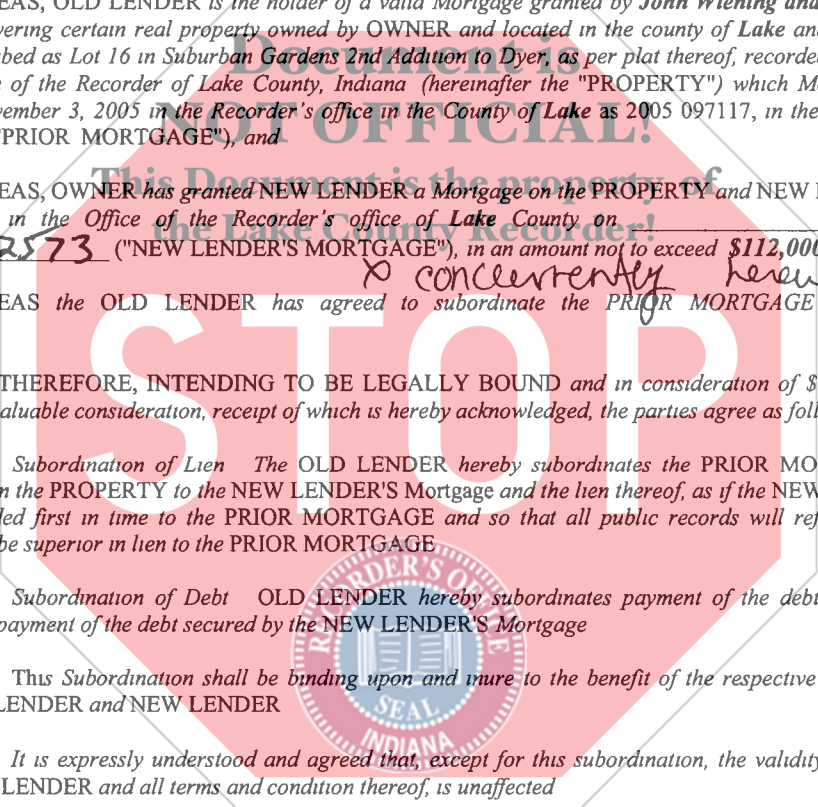 EAS, OLD LENDER is the holder of a valid Mortgage granted by John Wiening and
vering certain real property owned by OWNER and located in the county of Lake an
bed as Lot 16 in Suburban Gardens 2nd Addition to Dyer, as per plat thereof, recorde
Document is
e of the Recorder of Lake County, Indiana (hereinafter the "PROPERTY") which M
vember 3, 2005 in the Recorder's office in the County of Lake as 2005 097117, in the
NOT OFFICIAL!
"PRIOR MORTGAGE"), and
This Document is the property of
EAS, OWNER has granted NEW LENDER a Mortgage on the PROPERTY and NEW
in the Office of the Recorder's office of Lake County on
the Lake County Recorder!
2573 ("NEW LENDER'S MORTGAGE"), in an amount not to exceed $112,000
x concurrently herew
EAS the OLD LENDER has agreed to subordinate the PRIOR MORTGAGE
STOP
THEREFORE, INTENDING TO BE LEGALLY BOUND and in consideration of $
valuable consideration, receipt of which is hereby acknowledged, the parties agree as foll
Subordination of Lien The OLD LENDER hereby subordinates the PRIOR MO
n the PROPERTY to the NEW LENDER'S Mortgage and the lien thereof, as if the NEW
led first in time to the PRIOR MORTGAGE and so that all public records will ref
be superior in lien to the PRIOR MORTGAGE
Subordination of Debt OLD LENDER hereby subordinates payment of the debt
payment of the debt secured by the NEW LENDER'S Mortgage
RECORDER'S OFFICE
SEAL
INDIANA
This Subordination shall be binding upon and inure to the benefit of the respective
LENDER and NEW LENDER
It is expressly understood and agreed that, except for this subordination, the validity
LENDER and all terms and condition thereof, is unaffected